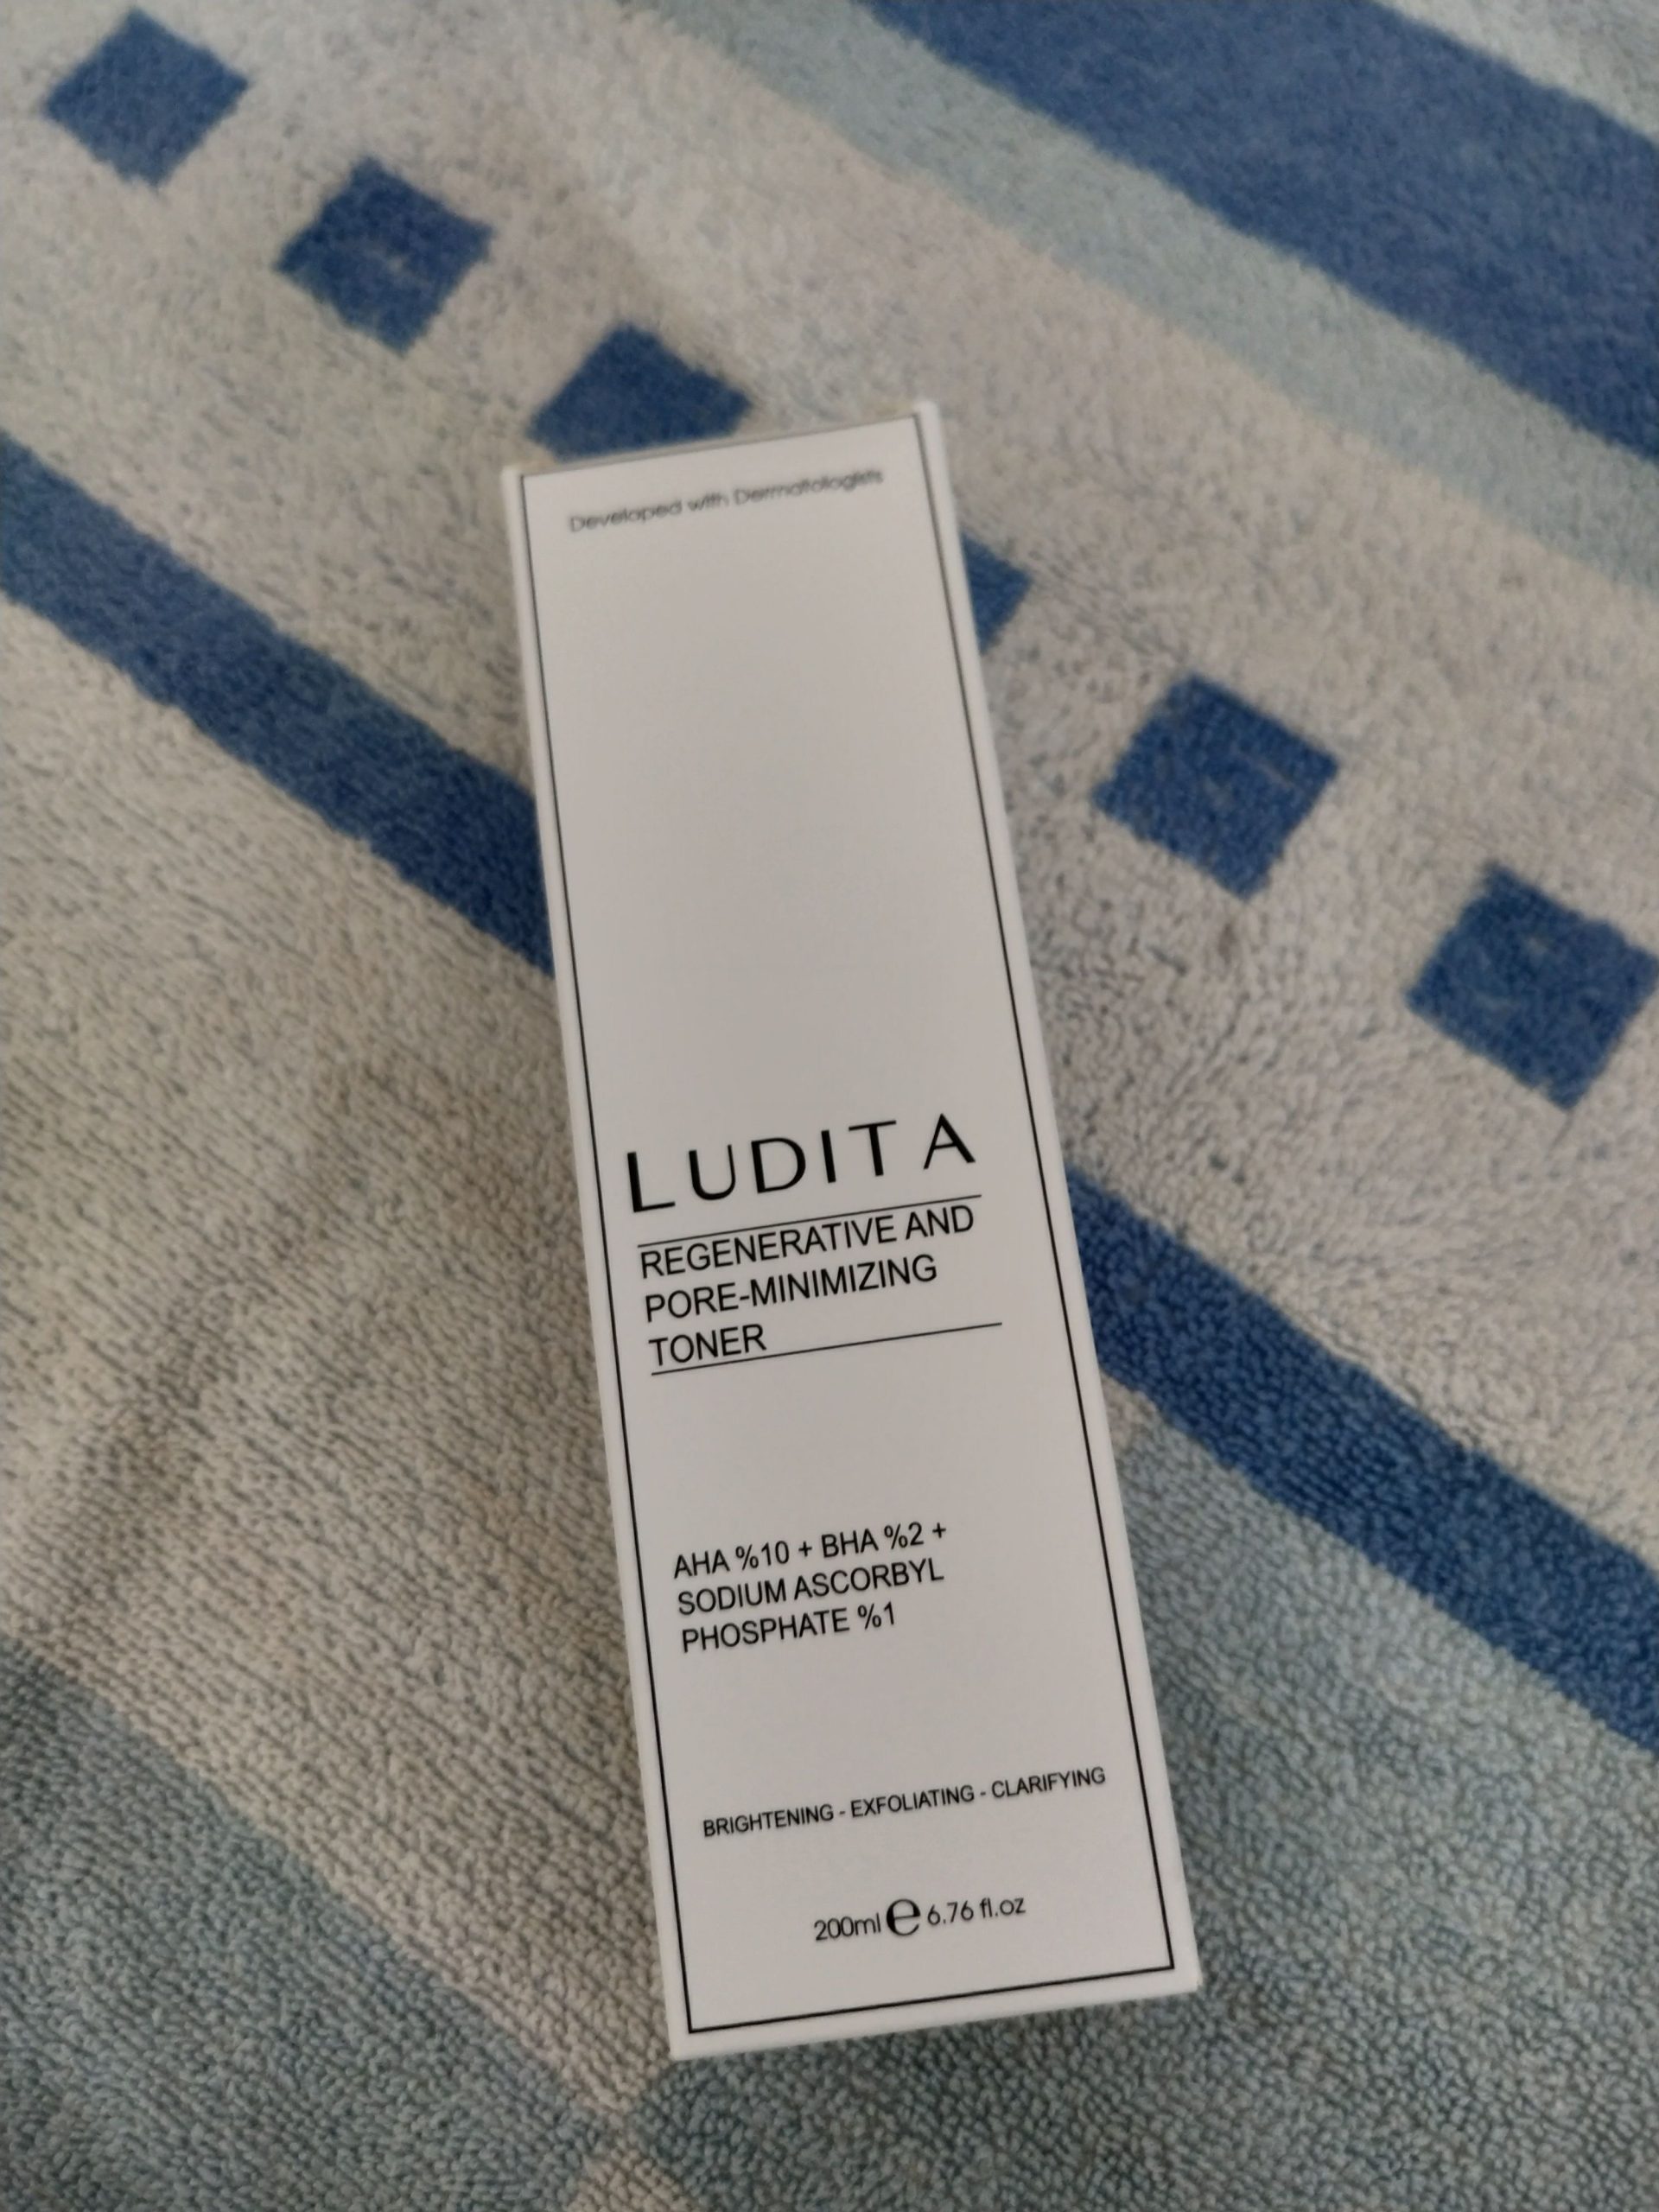 Developed with Dermatologists
LUDITA
REGENERATIVE AND
PORE-MINIMIZING
TONER
AHA %10 + BHA %2 +
SODIUM ASCORBYL
PHOSPHATE %1
BRIGHTENING - EXFOLIATING - CLARIFYING
200ml e 6.76 fl.oz